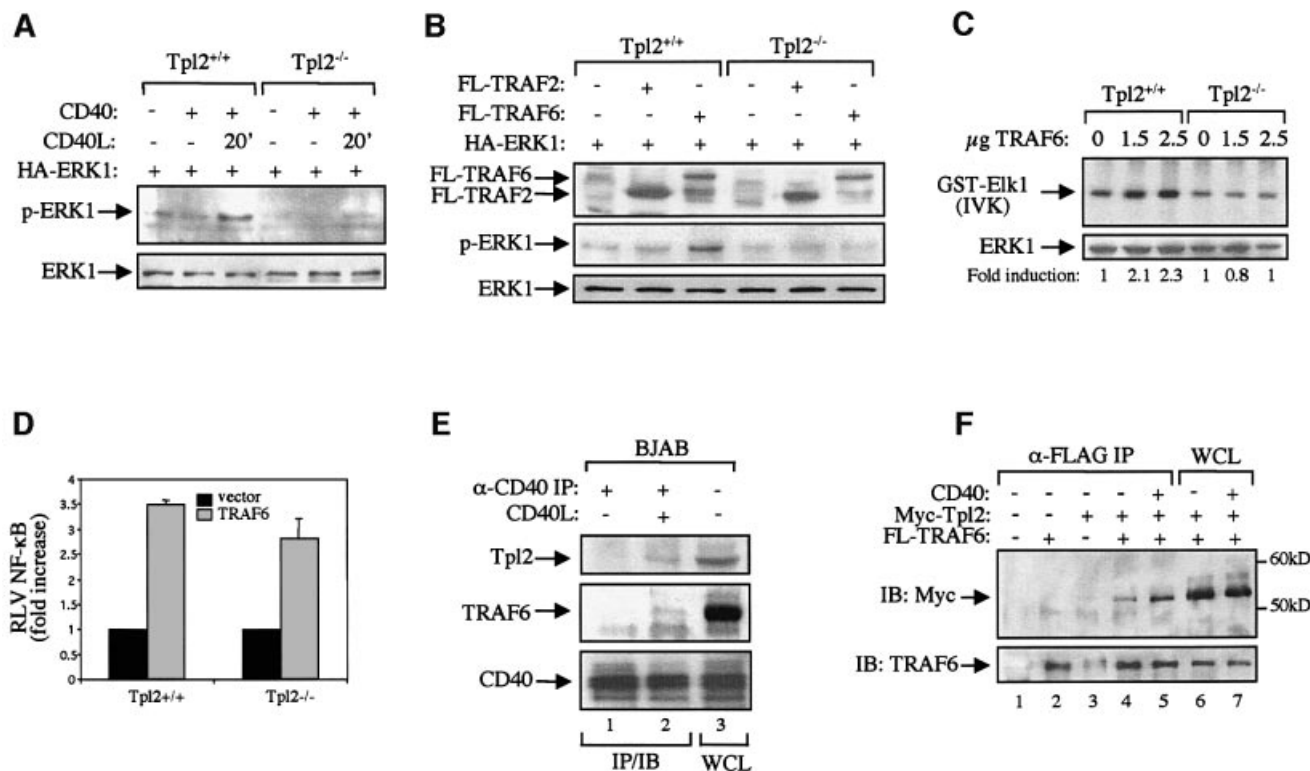 A
Tpl2+/+ Tpl2-/-
CD40: - + + - + +
CD40L: - - 20' - - 20'
HA-ERK1: + + + + + +
p-ERK1
ERK1
B
Tpl2+/+ Tpl2-/-
FL-TRAF2: - + - - + -
FL-TRAF6: - - + - - +
HA-ERK1: + + + + + +
FL-TRAF6
FL-TRAF2
p-ERK1
ERK1
C
Tpl2+/+ Tpl2-/-
µg TRAF6: 0 1.5 2.5 0 1.5 2.5
GST-Elk1
(IVK)
ERK1
Fold induction: 1 2.1 2.3 1 0.8 1
D
RLV NF-κB
(fold increase)
4
3.5
3
2.5
2
1.5
1
0.5
0
vector
TRAF6
Tpl2+/+ Tpl2-/-
E
BJAB
α-CD40 IP: + + -
CD40L: - + -
Tpl2
TRAF6
CD40
1 2 3
IP/IB WCL
F
α-FLAG IP WCL
CD40: - - - - + - +
Myc-Tpl2: - - + + + + +
FL-TRAF6: - + - + + + +
60kD
IB: Myc
50kD
IB: TRAF6
1 2 3 4 5 6 7